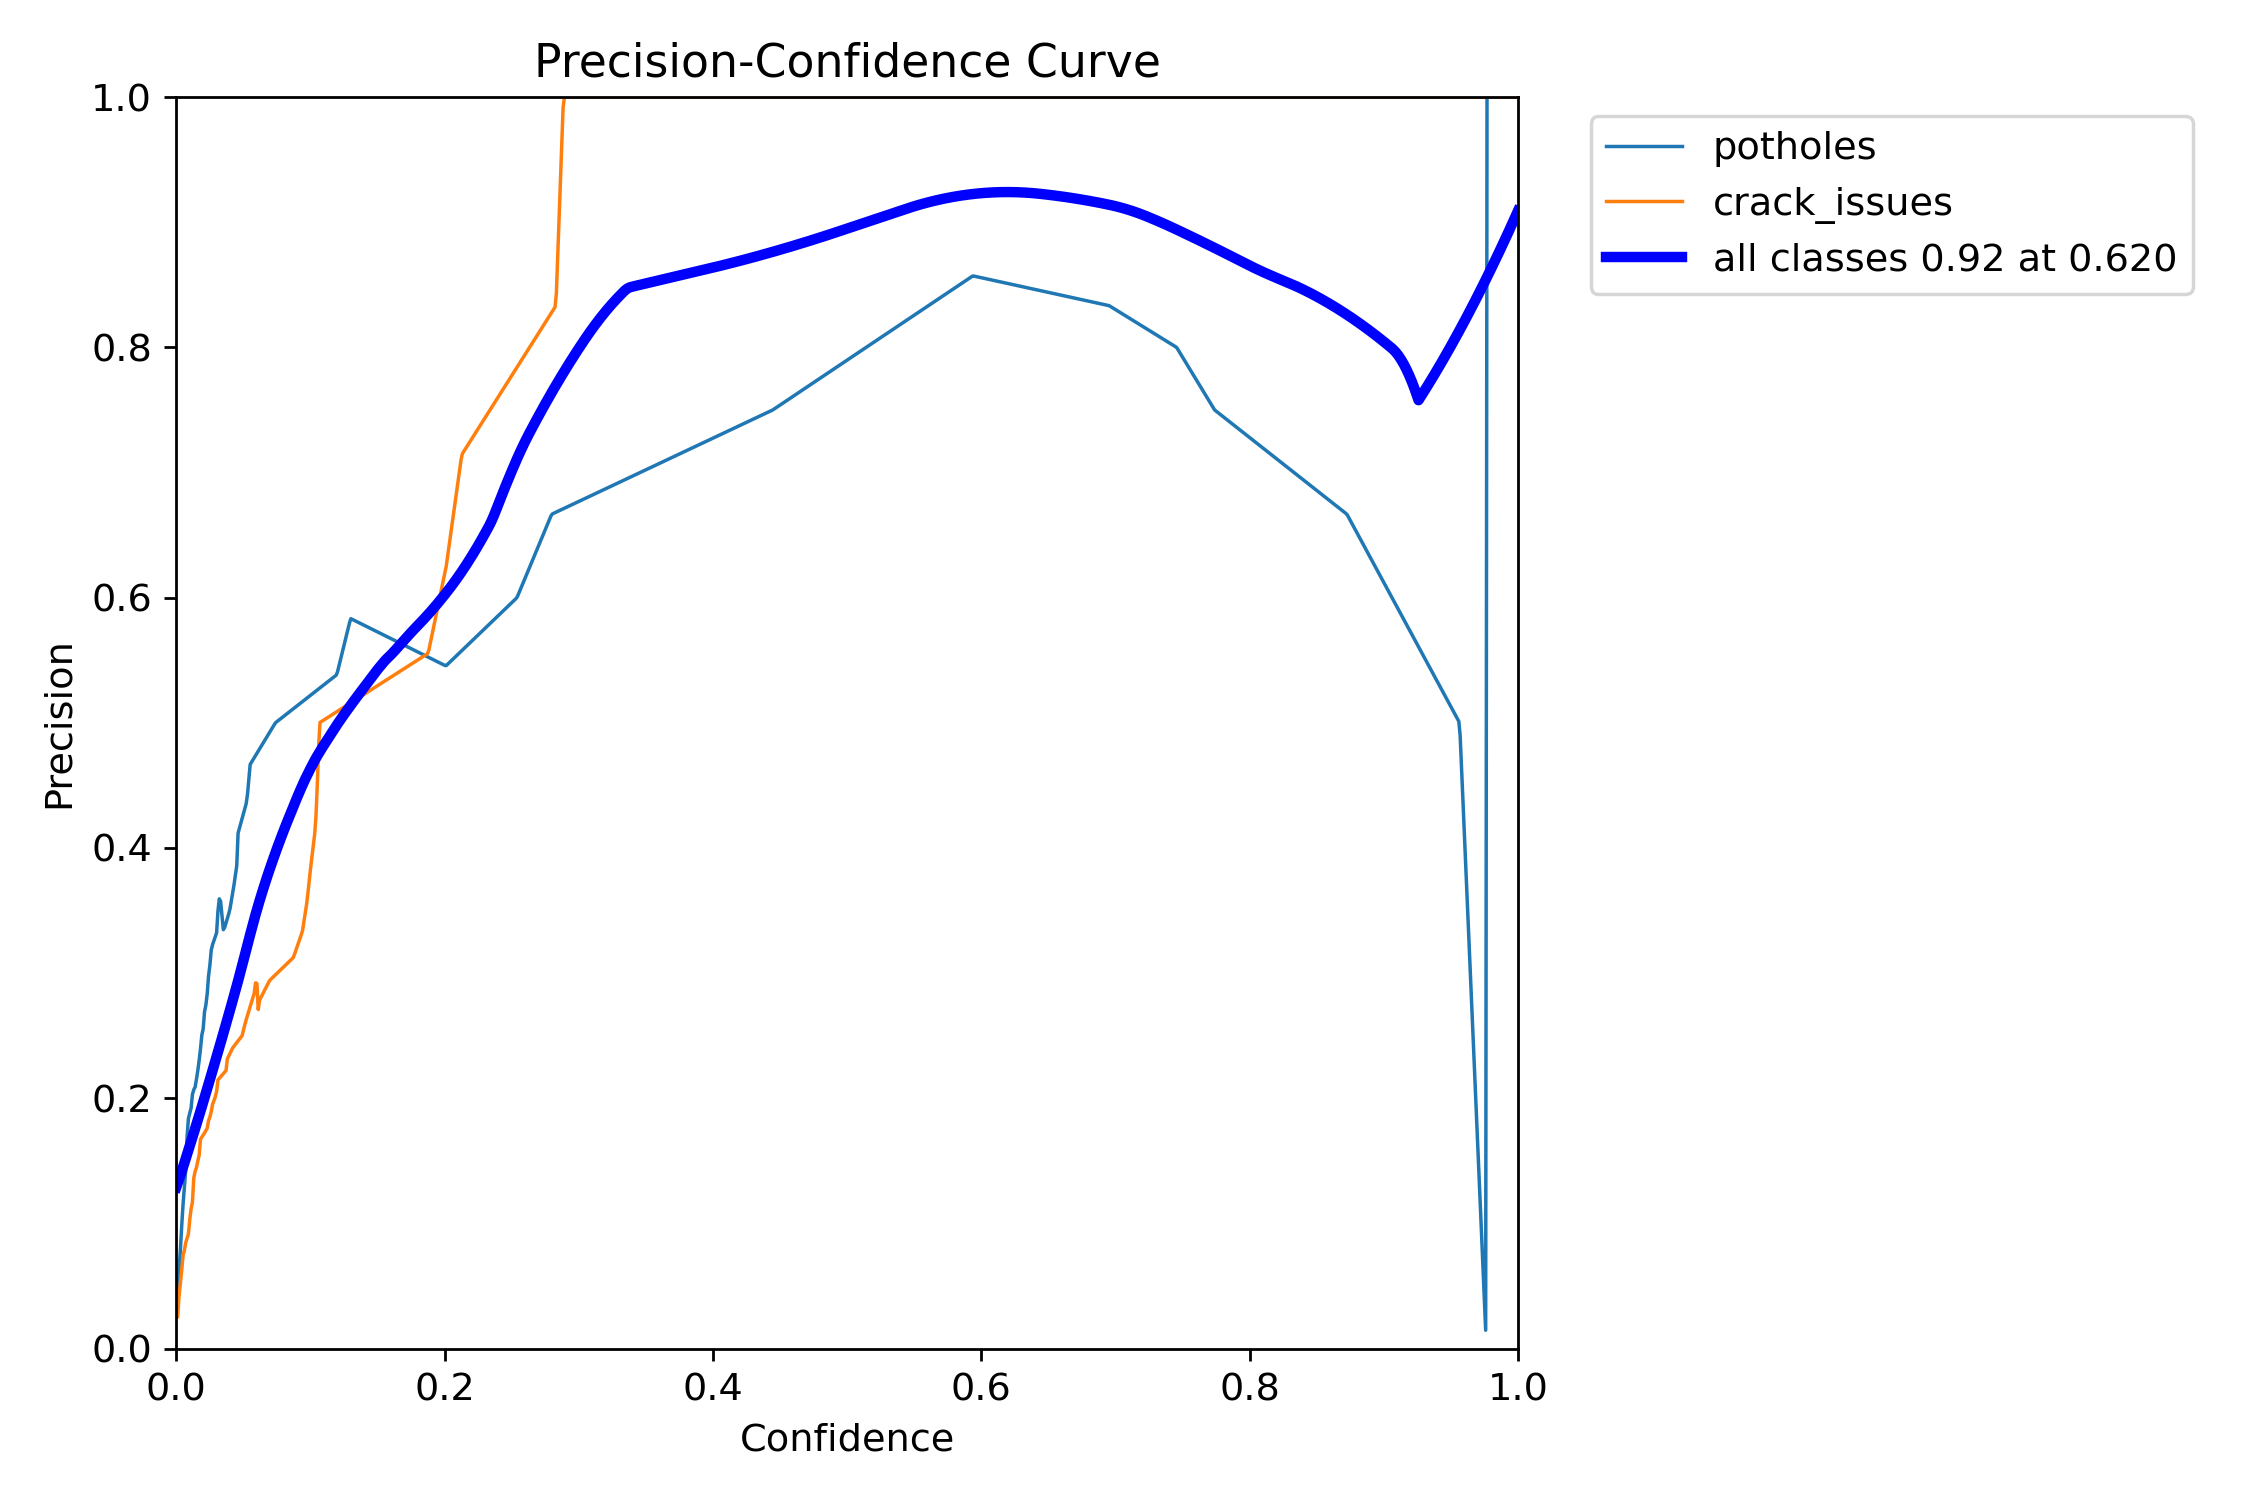 Precision-Confidence Curve
1.0
0.8
0.6
0.4
0.2
0.0
Precision
0.0 0.2 0.4 0.6 0.8 1.0
Confidence
potholes
crack_issues
all classes 0.92 at 0.620